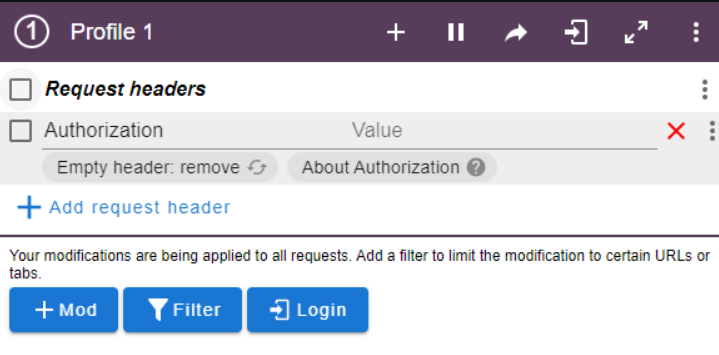 1 Profile 1
Request headers
Authorization Value
Empty header: remove About Authorization ?
Add request header
Your modifications are being applied to all requests. Add a filter to limit the modification to certain URLs or
tabs.
+ Mod Filter Login